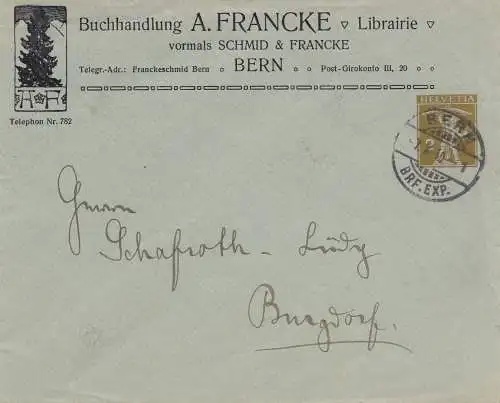 Buchhandlung A. FRANCKE ▿ Librairie ▿
vormals SCHMID & FRANCKE
Telegr.-Adr.: Franckeschmid Bern ○ BERN ○ ○ Post-Girokonto III, 20 ○ ○
A F
Telephon Nr. 782
HELVETIA
BERN
BRF. EXP.
Herrn
Schafroth - Lüdy
Burgdorf.